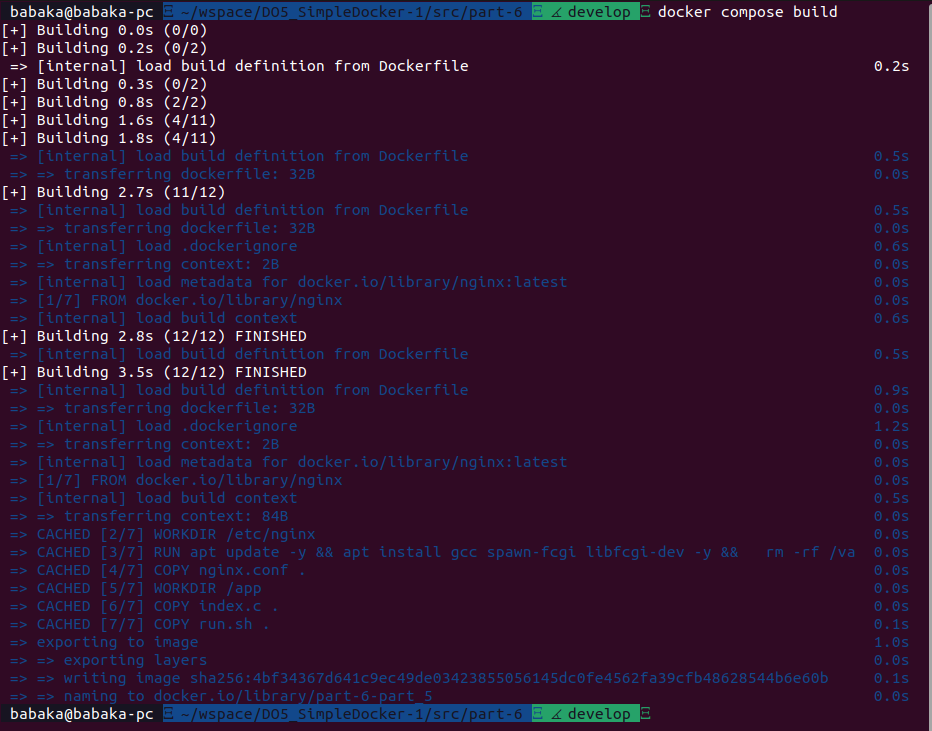 babaka@babaka-pc ~/wspace/DO5_SimpleDocker-1/src/part-6 develop docker compose build
[+] Building 0.0s (0/0)
[+] Building 0.2s (0/2)
=> [internal] load build definition from Dockerfile 0.2s
[+] Building 0.3s (0/2)
[+] Building 0.8s (2/2)
[+] Building 1.6s (4/11)
[+] Building 1.8s (4/11)
=> [internal] load build definition from Dockerfile 0.5s
=> => transferring dockerfile: 32B 0.0s
[+] Building 2.7s (11/12)
=> [internal] load build definition from Dockerfile 0.5s
=> => transferring dockerfile: 32B 0.0s
=> [internal] load .dockerignore 0.6s
=> => transferring context: 2B 0.0s
=> [internal] load metadata for docker.io/library/nginx:latest 0.0s
=> [1/7] FROM docker.io/library/nginx 0.0s
=> [internal] load build context 0.6s
[+] Building 2.8s (12/12) FINISHED
=> [internal] load build definition from Dockerfile 0.5s
[+] Building 3.5s (12/12) FINISHED
=> [internal] load build definition from Dockerfile 0.9s
=> => transferring dockerfile: 32B 0.0s
=> [internal] load .dockerignore 1.2s
=> => transferring context: 2B 0.0s
=> [internal] load metadata for docker.io/library/nginx:latest 0.0s
=> [1/7] FROM docker.io/library/nginx 0.0s
=> [internal] load build context 0.5s
=> => transferring context: 84B 0.0s
=> CACHED [2/7] WORKDIR /etc/nginx 0.0s
=> CACHED [3/7] RUN apt update -y && apt install gcc spawn-fcgi libfcgi-dev -y && rm -rf /va 0.0s
=> CACHED [4/7] COPY nginx.conf . 0.0s
=> CACHED [5/7] WORKDIR /app 0.0s
=> CACHED [6/7] COPY index.c . 0.0s
=> CACHED [7/7] COPY run.sh . 0.1s
=> exporting to image 1.0s
=> => exporting layers 0.0s
=> => writing image sha256:4bf34367d641c9ec49de03423855056145dc0fe4562fa39cfb48628544b6e60b 0.1s
=> => naming to docker.io/library/part-6-part_5 0.0s
babaka@babaka-pc ~/wspace/DO5_SimpleDocker-1/src/part-6 develop